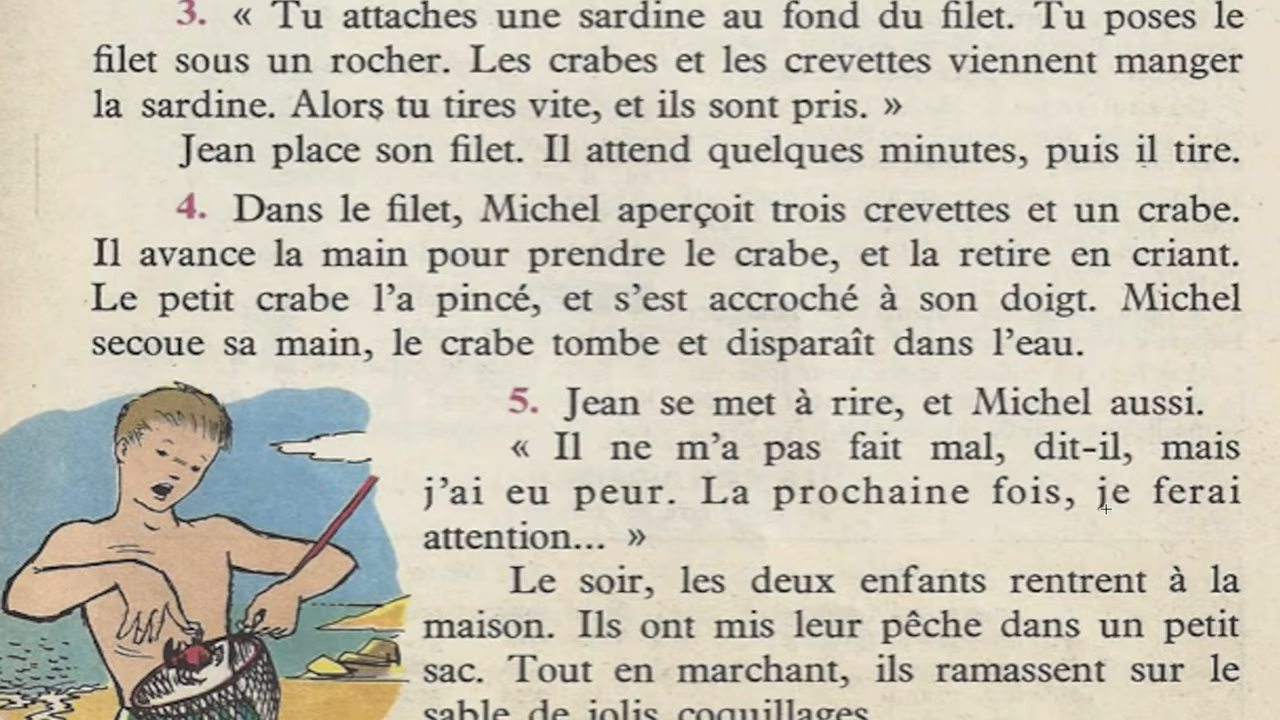 3. « Tu attaches une sardine au fond du filet. Tu poses le
filet sous un rocher. Les crabes et les crevettes viennent manger
la sardine. Alors tu tires vite, et ils sont pris. »
Jean place son filet. Il attend quelques minutes, puis il tire.
4. Dans le filet, Michel aperçoit trois crevettes et un crabe.
Il avance la main pour prendre le crabe, et la retire en criant.
Le petit crabe l’a pincé, et s’est accroché à son doigt. Michel
secoue sa main, le crabe tombe et disparaît dans l’eau.
5. Jean se met à rire, et Michel aussi.
« Il ne m’a pas fait mal, dit-il, mais
j’ai eu peur. La prochaine fois, je ferai
attention... »
Le soir, les deux enfants rentrent à la
maison. Ils ont mis leur pêche dans un petit
sac. Tout en marchant, ils ramassent sur le
sable de jolis coquillages